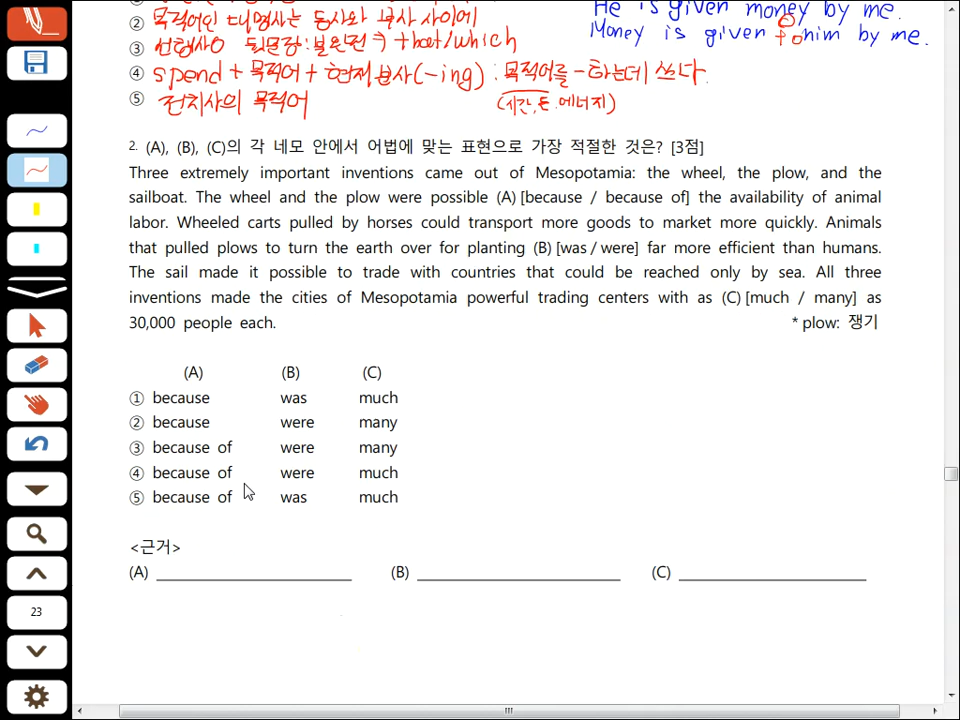 ② 목적어인 대명사는 동사와 부사 사이에
He is given money by me.
③ 선행사O 뒷문장:불완전 → that/which
Money is given to him by me.
④ spend + 목적어 + 현재분사(-ing) : 목적어를 -하는데 쓰다.
⑤ 전치사의 목적어
(시간, 돈, 에너지)
2. (A), (B), (C)의 각 네모 안에서 어법에 맞는 표현으로 가장 적절한 것은? [3점]
Three extremely important inventions came out of Mesopotamia: the wheel, the plow, and the
sailboat. The wheel and the plow were possible (A) [because / because of] the availability of animal
labor. Wheeled carts pulled by horses could transport more goods to market more quickly. Animals
that pulled plows to turn the earth over for planting (B) [was / were] far more efficient than humans.
The sail made it possible to trade with countries that could be reached only by sea. All three
inventions made the cities of Mesopotamia powerful trading centers with as (C) [much / many] as
30,000 people each. * plow: 쟁기
(A) (B) (C)
① because was much
② because were many
③ because of were many
④ because of were much
⑤ because of was much
<근거>
(A) (B) (C)
23